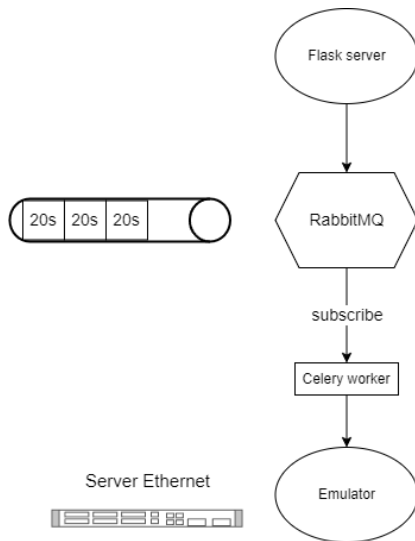 Flask server
20s 20s 20s
RabbitMQ
subscribe
Celery worker
Server Ethernet
Emulator